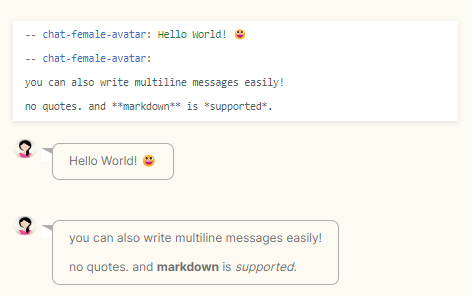 -- chat-female-avatar: Hello World! 😀
-- chat-female-avatar:
you can also write multiline messages easily!
no quotes. and **markdown** is *supported*.
Hello World! 😀
you can also write multiline messages easily!
no quotes. and markdown is supported.